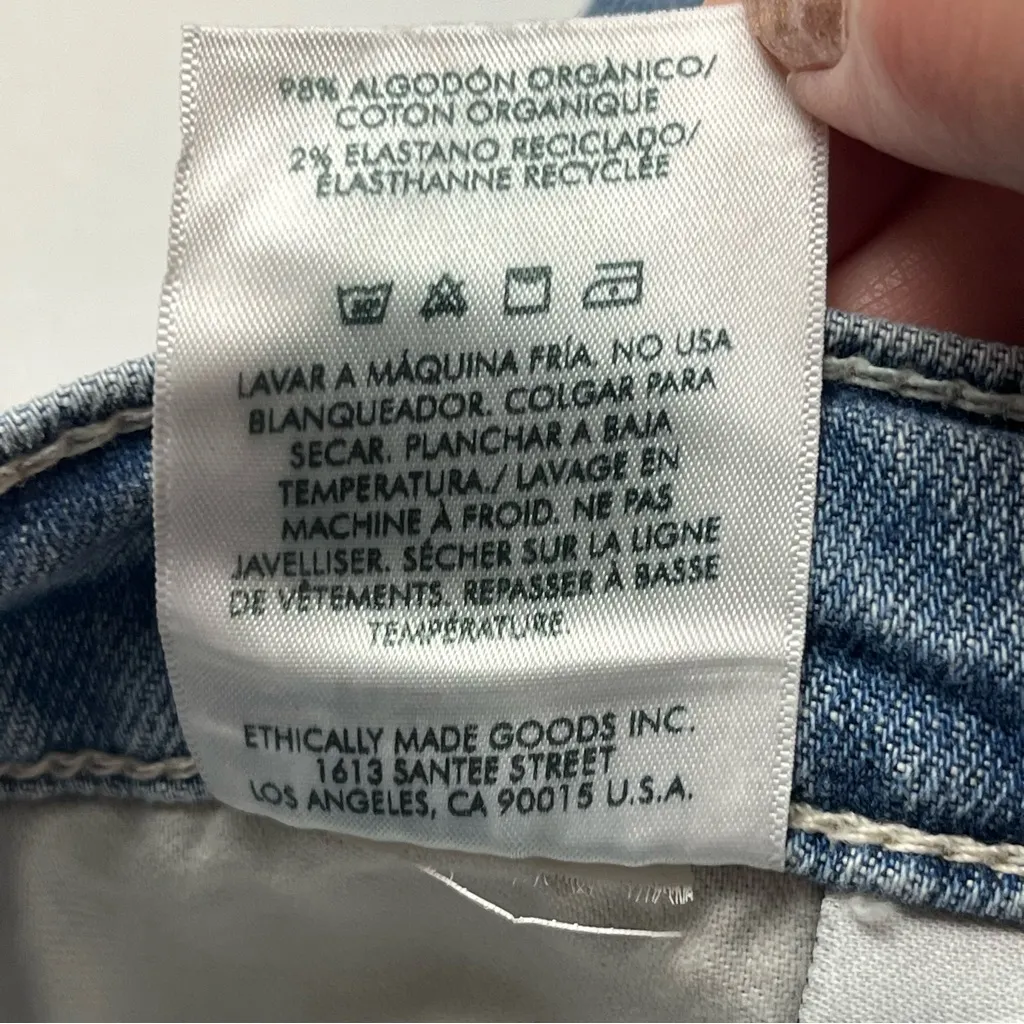 98% ALGODÓN ORGÀNICO/
COTON ORGANIQUE
2% ELASTANO RECICLADO/
ÉLASTHANNE RECYCLÉE
LAVAR A MÁQUINA FRÍA. NO USA
BLANQUEADOR. COLGAR PARA
SECAR. PLANCHAR A BAJA
TEMPERATURA./ LAVAGE EN
MACHINE À FROID. NE PAS
JAVELLISER. SÉCHER SUR LA LIGNE
DE VÊTEMENTS. REPASSER À BASSE
TEMPÉRATURE.
ETHICALLY MADE GOODS INC.
1613 SANTEE STREET
LOS ANGELES, CA 90015 U.S.A.